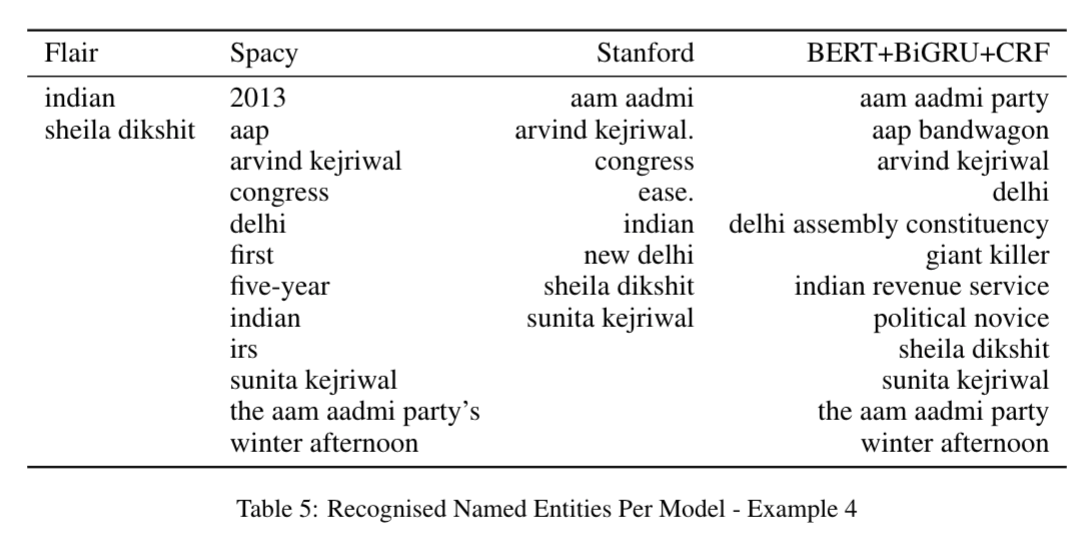 Flair Spacy Stanford BERT+BiGRU+CRF
indian 2013 aam aadmi aam aadmi party
sheila dikshit aap arvind kejriwal. aap bandwagon
arvind kejriwal congress arvind kejriwal
congress ease. delhi
delhi indian delhi assembly constituency
first new delhi giant killer
five-year sheila dikshit indian revenue service
indian sunita kejriwal political novice
irs sheila dikshit
sunita kejriwal sunita kejriwal
the aam aadmi party's the aam aadmi party
winter afternoon winter afternoon
Table 5: Recognised Named Entities Per Model - Example 4